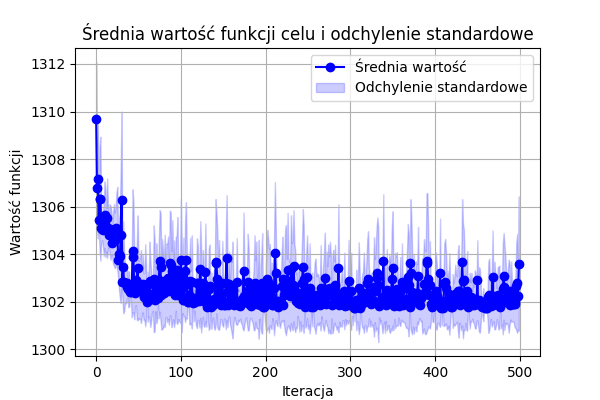 Średnia wartość funkcji celu i odchylenie standardowe
Średnia wartość
Odchylenie standardowe
Wartość funkcji
1312
1310
1308
1306
1304
1302
1300
0 100 200 300 400 500
Iteracja